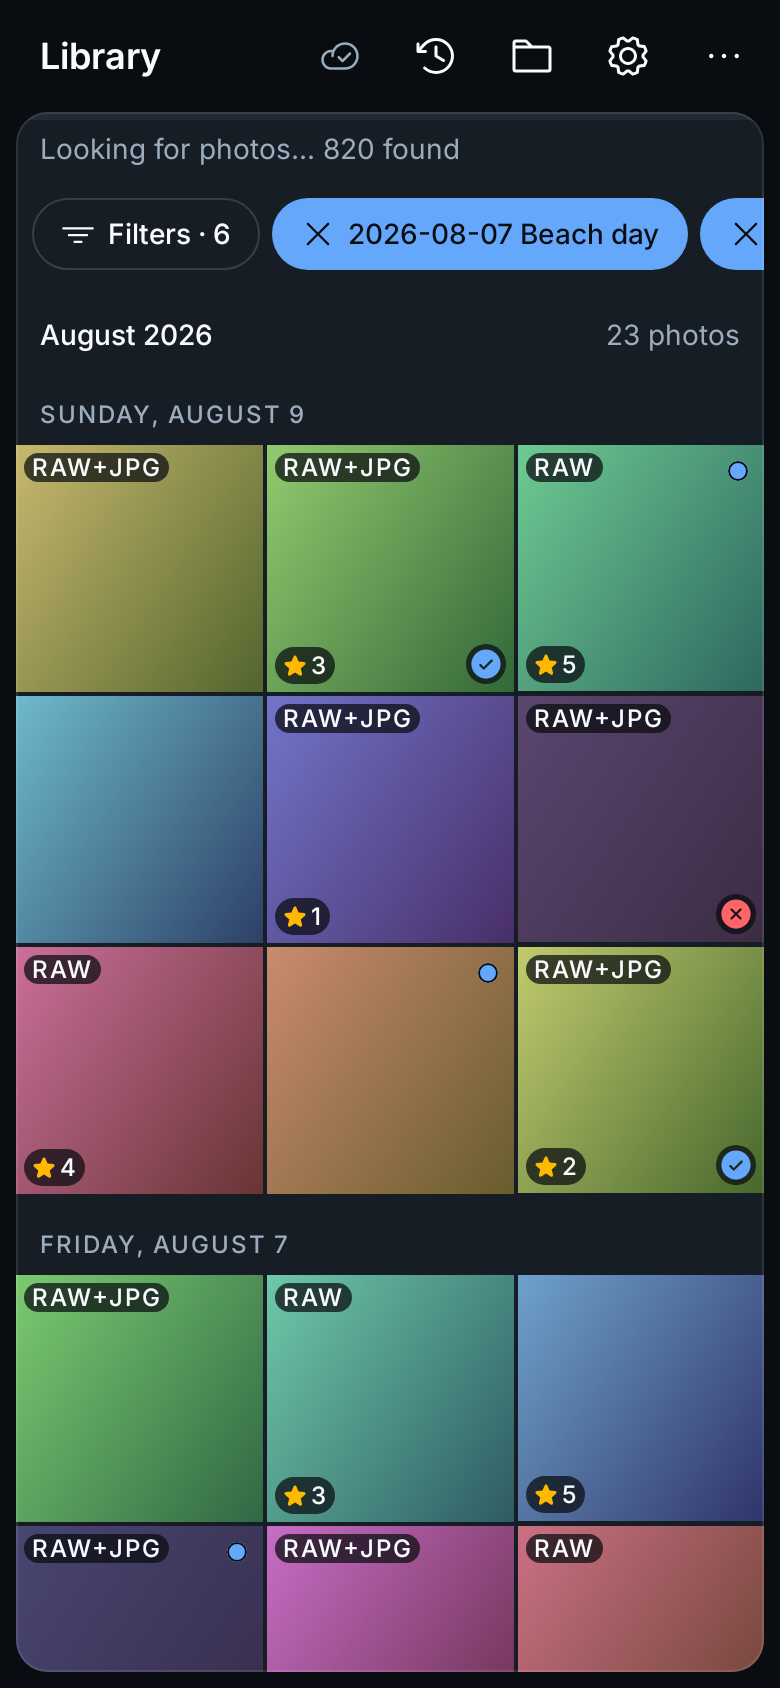 Library
Looking for photos... 820 found
Filters · 6
2026-08-07 Beach day
August 2026
23 photos
SUNDAY, AUGUST 9
RAW+JPG
RAW+JPG
3
RAW
5
RAW+JPG
1
RAW+JPG
RAW
4
RAW+JPG
2
FRIDAY, AUGUST 7
RAW+JPG
RAW
3
5
RAW+JPG
RAW+JPG
RAW